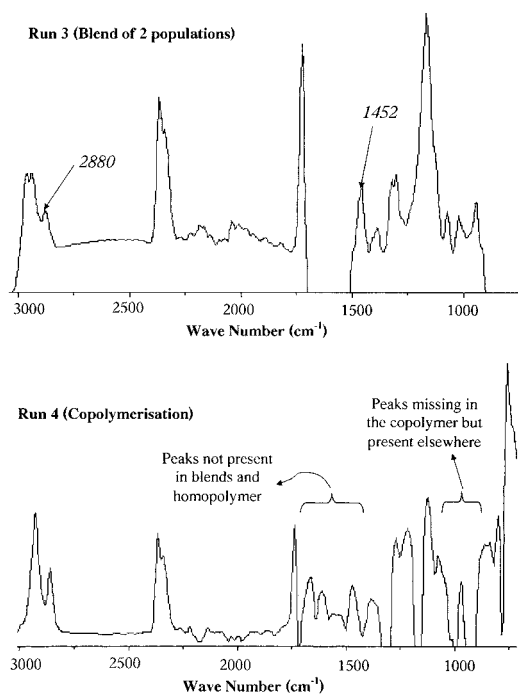 Run 3 (Blend of 2 populations)
2880
1452
3000 2500 2000 1500 1000
Wave Number (cm⁻¹)
Run 4 (Copolymerisation)
Peaks missing in
the copolymer but
present elsewhere
Peaks not present
in blends and
homopolymer
3000 2500 2000 1500 1000
Wave Number (cm⁻¹)